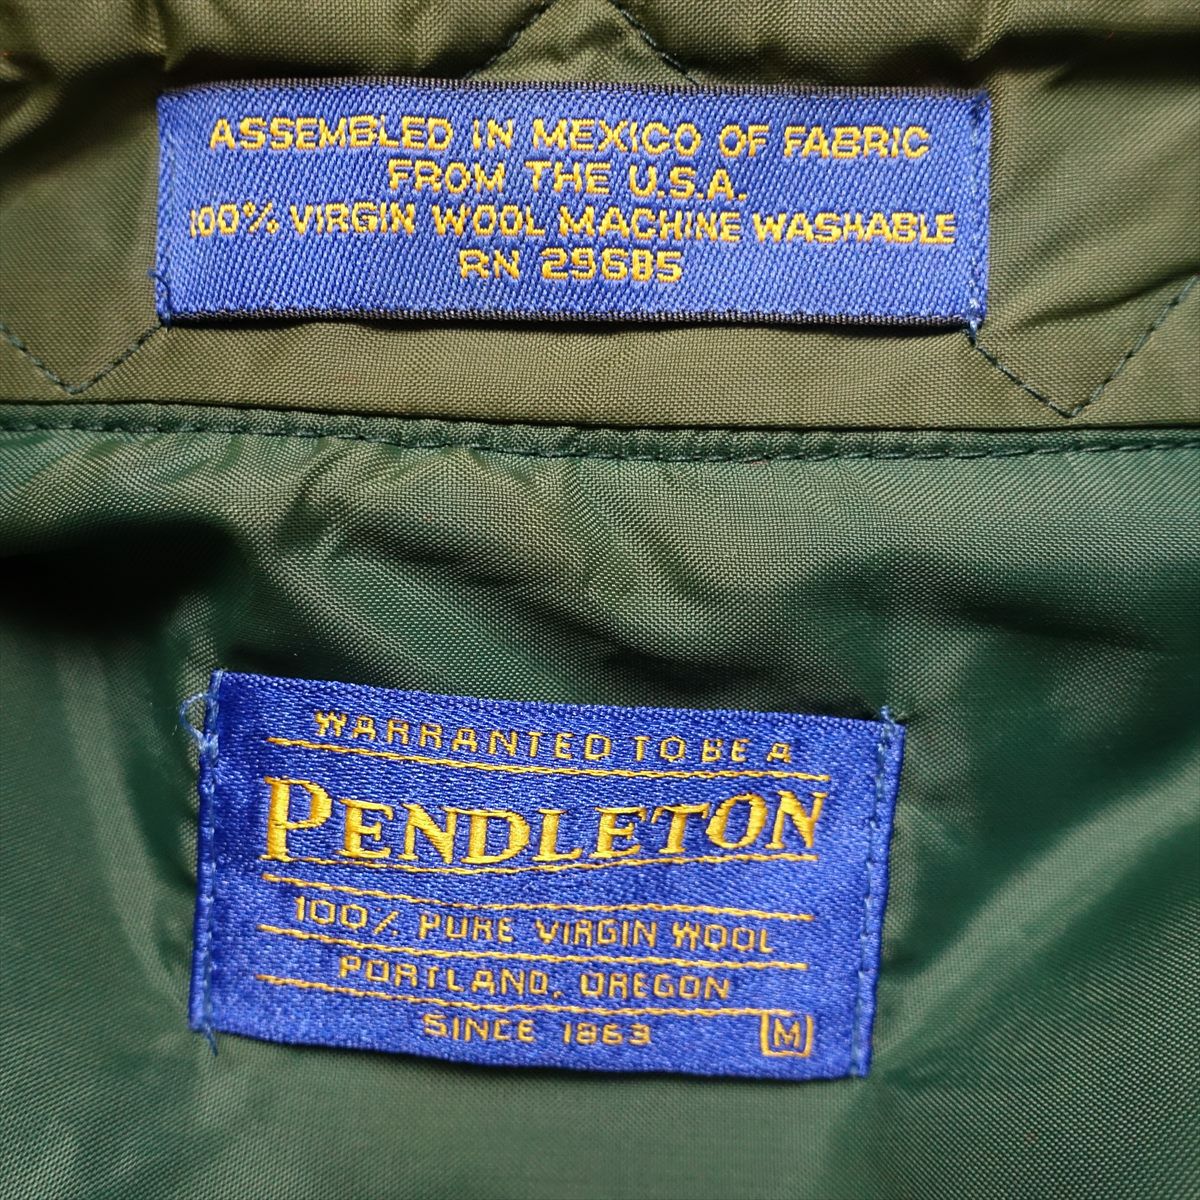 ASSEMBLED IN MEXICO OF FABRIC
FROM THE U.S.A.
100% VIRGIN WOOL MACHINE WASHABLE
RN 29685
WARRANTED TO BE A
PENDLETON
100% PURE VIRGIN WOOL
PORTLAND, OREGON
SINCE 1863
M